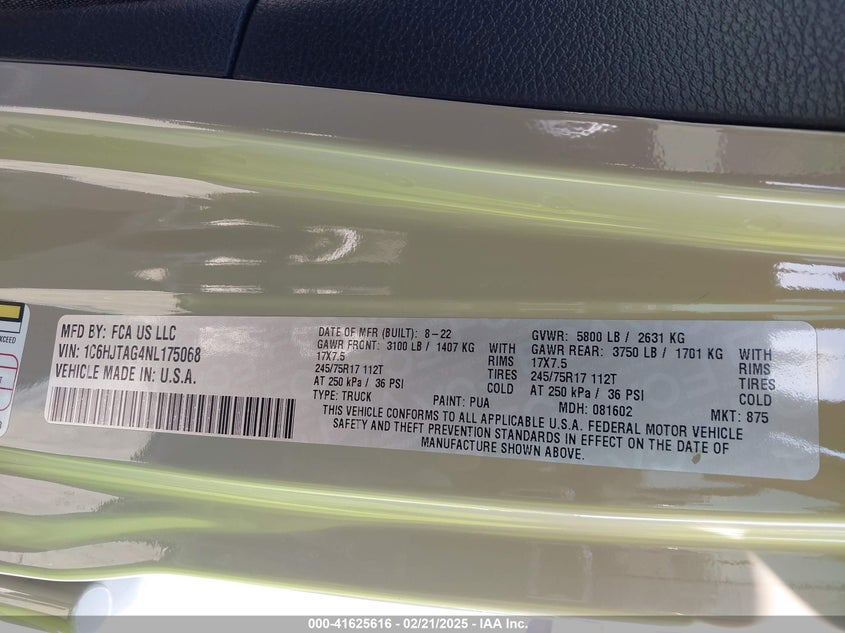 MFD BY: FCA US LLC
VIN: 1C6HJTAG4NL175068
VEHICLE MADE IN: U.S.A.
DATE OF MFR (BUILT): 8-22
GAWR FRONT: 3100 LB / 1407 KG WITH
17X7.5 RIMS
245/75R17 112T TIRES
AT 250 kPa / 36 PSI COLD
GVWR: 5800 LB / 2631 KG
GAWR REAR: 3750 LB / 1701 KG WITH
17X7.5 RIMS
245/75R17 112T TIRES
AT 250 kPa / 36 PSI COLD
TYPE: TRUCK PAINT: PUA MDH: 081602 MKT: 875
THIS VEHICLE CONFORMS TO ALL APPLICABLE U.S.A. FEDERAL MOTOR VEHICLE
SAFETY AND THEFT PREVENTION STANDARDS IN EFFECT ON THE DATE OF
MANUFACTURE SHOWN ABOVE.
EXCEED
000-41625616 - 02/21/2025 - IAA Inc.